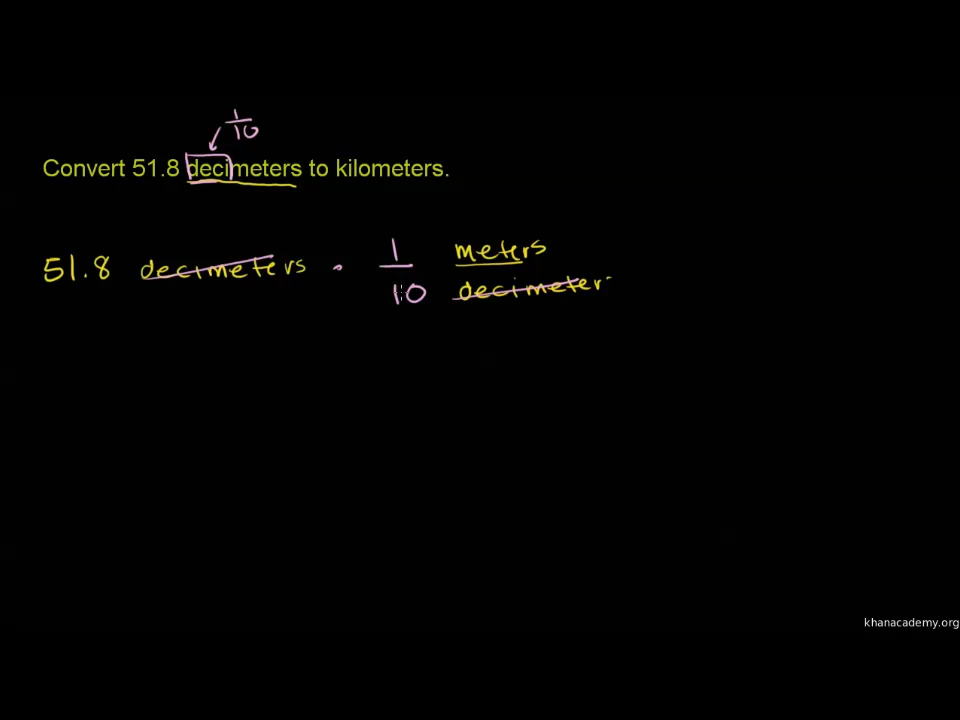 1
10
Convert 51.8 decimeters to kilometers.
51.8 decimeters · 1 meters
10 decimeter
khanacademy.org